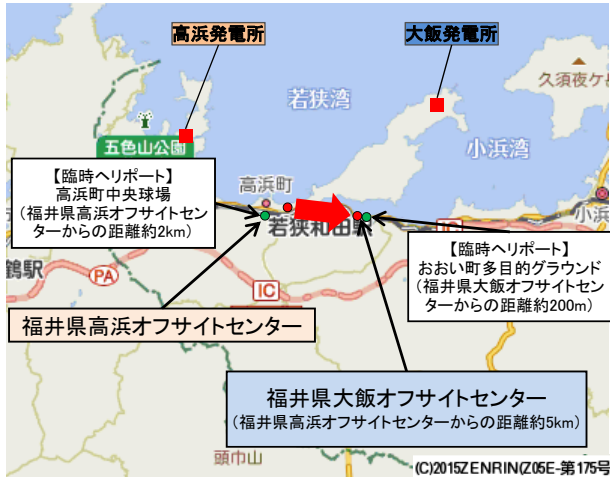 高浜発電所
大飯発電所
若狭湾
久須夜ケ岳
五色山公園
小浜湾
【臨時ヘリポート】
高浜町中央球場
（福井県高浜オフサイトセン
ターからの距離約2km）
高浜町
若狭和田駅
小浜
鶴駅
PA
IC
IC
【臨時ヘリポート】
おおい町多目的グラウンド
（福井県大飯オフサイトセン
ターからの距離約200m）
福井県高浜オフサイトセンター
福井県大飯オフサイトセンター
（福井県高浜オフサイトセンターからの距離約5km）
頭巾山
(C)2015ZENRIN(Z05E-第175号